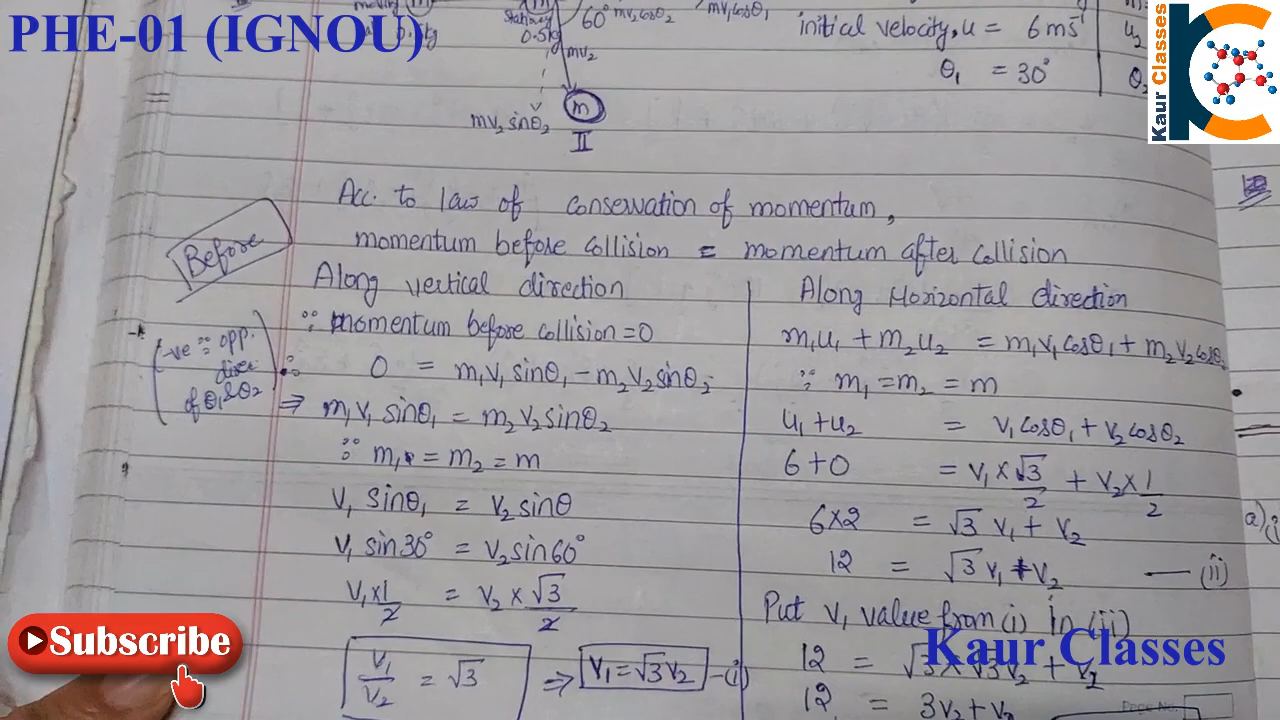 PHE-01 (IGNOU)
60° mv₂cosθ₂ mv₁cosθ₁
stationary
0.5kg
mv₂
initial velocity, u = 6 ms⁻¹
θ₁ = 30°
u₂
Kaur Classes
m
mv₂ sinθ₂
II
Acc. to law of conservation of momentum,
momentum before collision = momentum after collision
Before
Along vertical direction
∵ momentum before collision = 0
(-ve ∵ opp.
direc
of θ₁ & θ₂
∴ 0 = m₁v₁ sinθ₁ - m₂v₂ sinθ₂
⇒ m₁v₁ sinθ₁ = m₂v₂ sinθ₂
∵ m₁ = m₂ = m
v₁ sinθ₁ = v₂ sinθ
v₁ sin30° = v₂ sin60°
v₁ × 1/2 = v₂ × √3/2
v₁/v₂ = √3 ⇒ v₁ = √3 v₂ -(i)
Along Horizontal direction
m₁u₁ + m₂u₂ = m₁v₁cosθ₁ + m₂v₂cosθ₂
∵ m₁ = m₂ = m
u₁ + u₂ = v₁cosθ₁ + v₂cosθ₂
6 + 0 = v₁ × √3/2 + v₂ × 1/2
6×2 = √3 v₁ + v₂
12 = √3 v₁ + v₂ — (ii)
Put v₁ value from (i) in (ii)
12 = √3 × √3 v₂ + v₂
12 = 3v₂ + v₂
a) (i
Subscribe
Kaur Classes
Page No.